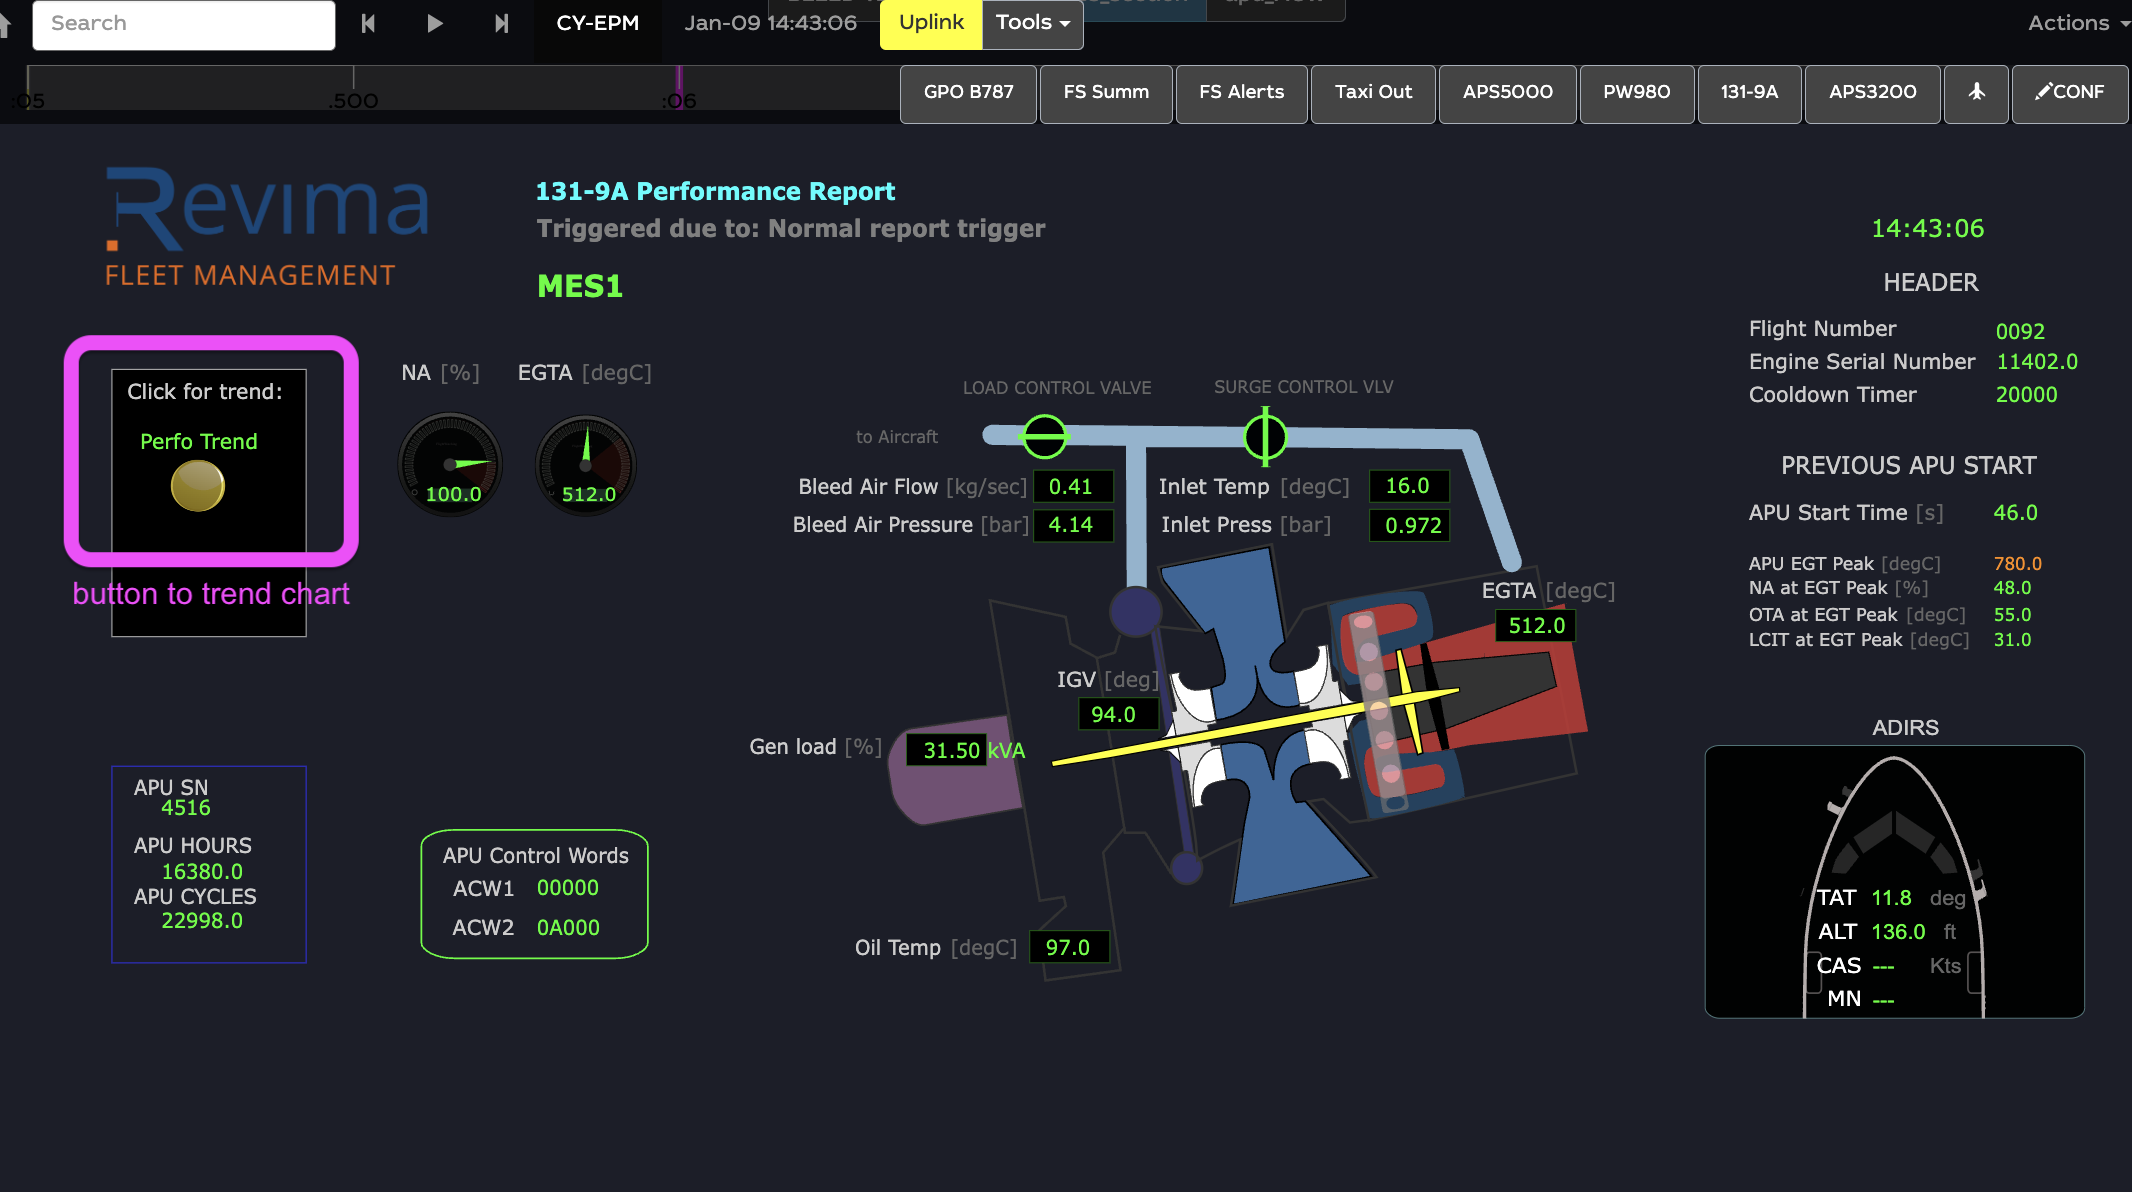 Search
CY-EPM
Jan-09 14:43:06
Uplink
Tools
Actions
:05
.500
:06
GPO B787
FS Summ
FS Alerts
Taxi Out
APS5000
PW980
131-9A
APS3200
CONF
Revima
FLEET MANAGEMENT
131-9A Performance Report
Triggered due to: Normal report trigger
MES1
14:43:06
HEADER
Flight Number 0092
Engine Serial Number 11402.0
Cooldown Timer 20000
Click for trend:
Perfo Trend
button to trend chart
NA [%]
100.0
EGTA [degC]
512.0
LOAD CONTROL VALVE
SURGE CONTROL VLV
to Aircraft
Bleed Air Flow [kg/sec] 0.41
Bleed Air Pressure [bar] 4.14
Inlet Temp [degC] 16.0
Inlet Press [bar] 0.972
EGTA [degC]
512.0
IGV [deg]
94.0
Gen load [%] 31.50 kVA
Oil Temp [degC] 97.0
PREVIOUS APU START
APU Start Time [s] 46.0
APU EGT Peak [degC] 780.0
NA at EGT Peak [%] 48.0
OTA at EGT Peak [degC] 55.0
LCIT at EGT Peak [degC] 31.0
APU SN
4516
APU HOURS
16380.0
APU CYCLES
22998.0
APU Control Words
ACW1 00000
ACW2 0A000
ADIRS
TAT 11.8 deg
ALT 136.0 ft
CAS --- Kts
MN ---